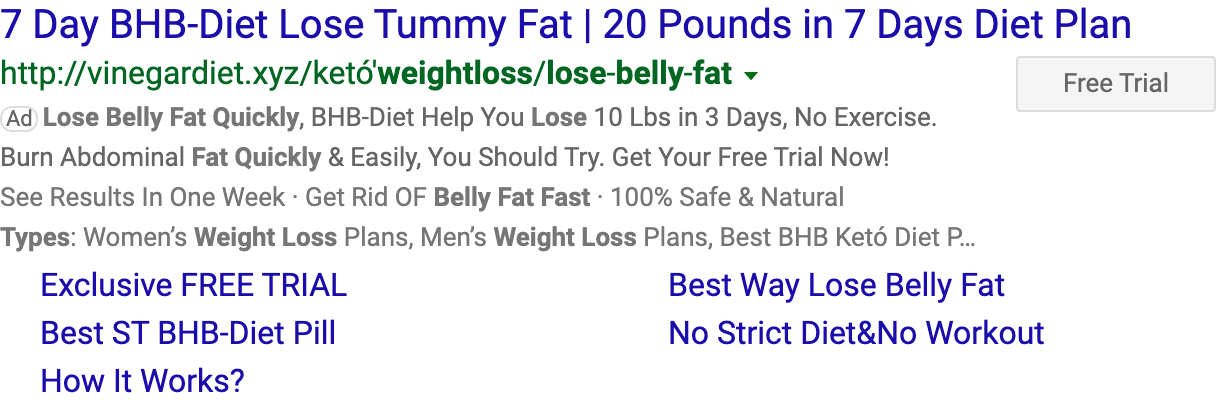 7 Day BHB-Diet Lose Tummy Fat | 20 Pounds in 7 Days Diet Plan
http://vinegardiet.xyz/ketó'weightloss/lose-belly-fat
Free Trial
Ad Lose Belly Fat Quickly, BHB-Diet Help You Lose 10 Lbs in 3 Days, No Exercise.
Burn Abdominal Fat Quickly & Easily, You Should Try. Get Your Free Trial Now!
See Results In One Week · Get Rid OF Belly Fat Fast · 100% Safe & Natural
Types: Women’s Weight Loss Plans, Men’s Weight Loss Plans, Best BHB Ketó Diet P...
Exclusive FREE TRIAL
Best Way Lose Belly Fat
Best ST BHB-Diet Pill
No Strict Diet&No Workout
How It Works?